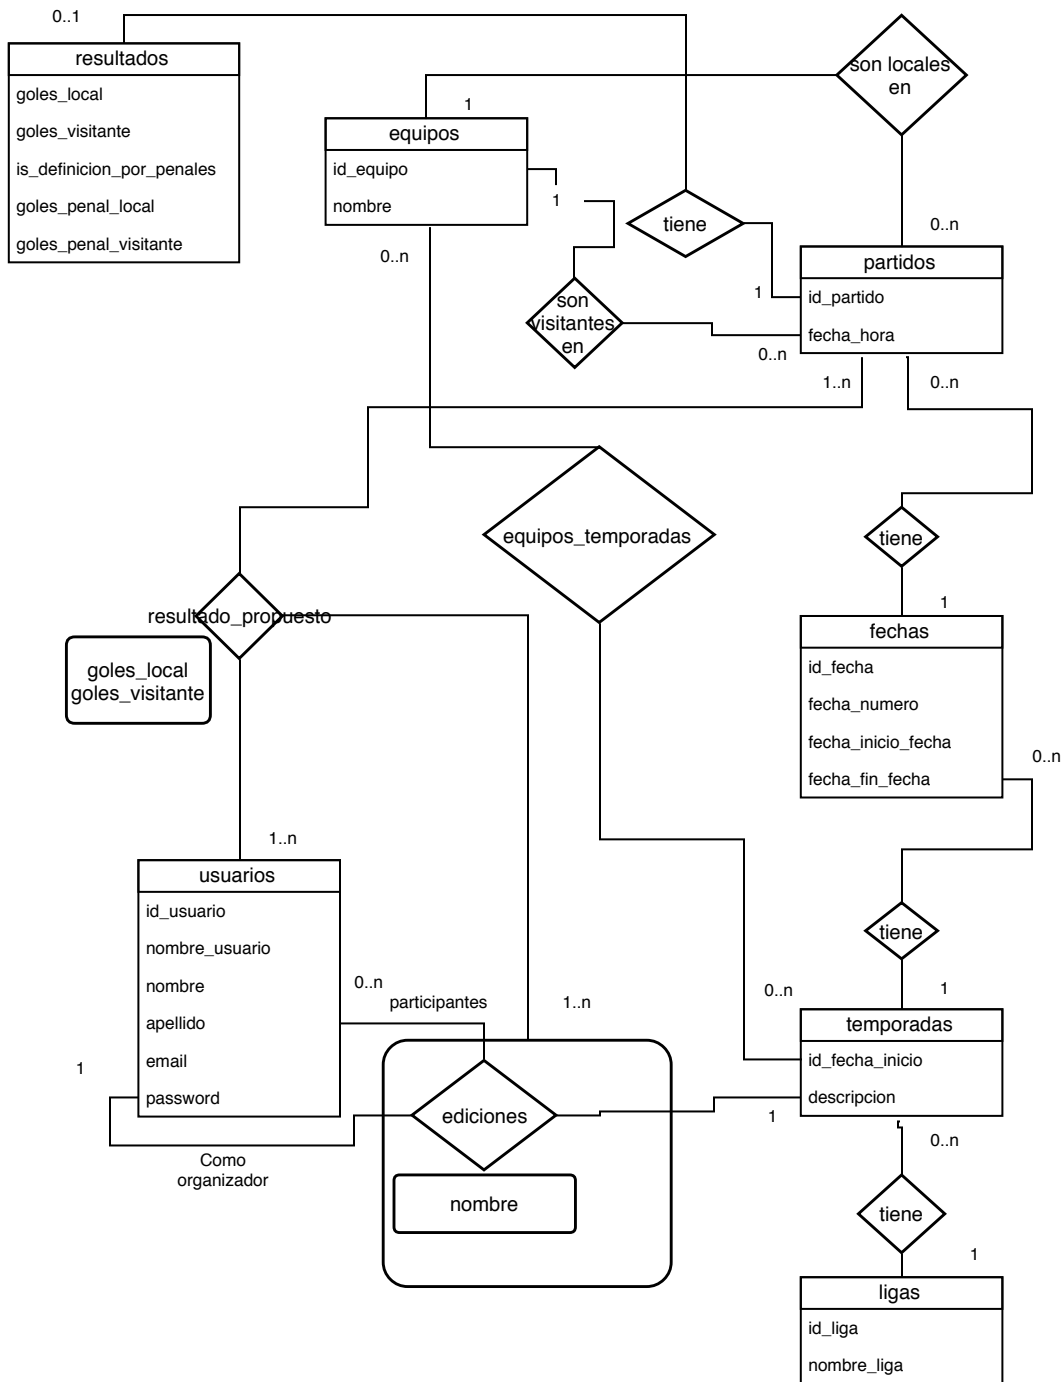 0..1
resultados
goles_local
goles_visitante
is_definicion_por_penales
goles_penal_local
goles_penal_visitante
son locales
en
1
equipos
id_equipo
nombre
1
0..n
tiene
0..n
partidos
id_partido
fecha_hora
1
son
visitantes
en
0..n
1..n
0..n
equipos_temporadas
tiene
1
fechas
id_fecha
fecha_numero
fecha_inicio_fecha
fecha_fin_fecha
0..n
resultado_propuesto
goles_local
goles_visitante
1..n
usuarios
id_usuario
nombre_usuario
nombre
apellido
email
password
0..n
participantes
1..n
1
Como
organizador
ediciones
nombre
tiene
0..n
1
temporadas
id_fecha_inicio
descripcion
1
0..n
tiene
1
ligas
id_liga
nombre_liga